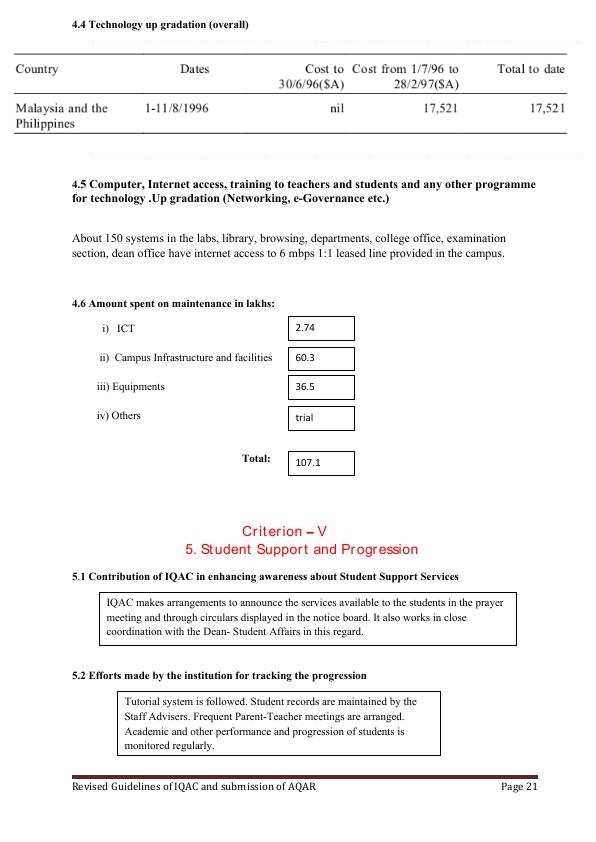 4.4 Technology up gradation (overall)
Country Dates Cost to Cost from 1/7/96 to Total to date
30/6/96($A) 28/2/97($A)
Malaysia and the 1-11/8/1996 nil 17,521 17,521
Philippines
4.5 Computer, Internet access, training to teachers and students and any other programme
for technology .Up gradation (Networking, e-Governance etc.)
About 150 systems in the labs, library, browsing, departments, college office, examination
section, dean office have internet access to 6 mbps 1:1 leased line provided in the campus.
4.6 Amount spent on maintenance in lakhs:
i) ICT 2.74
ii) Campus Infrastructure and facilities 60.3
iii) Equipments 36.5
iv) Others trial
Total: 107.1
Criterion – V
5. Student Support and Progression
5.1 Contribution of IQAC in enhancing awareness about Student Support Services
IQAC makes arrangements to announce the services available to the students in the prayer
meeting and through circulars displayed in the notice board. It also works in close
coordination with the Dean- Student Affairs in this regard.
5.2 Efforts made by the institution for tracking the progression
Tutorial system is followed. Student records are maintained by the
Staff Advisers. Frequent Parent-Teacher meetings are arranged.
Academic and other performance and progression of students is
monitored regularly.
Revised Guidelines of IQAC and submission of AQAR Page 21